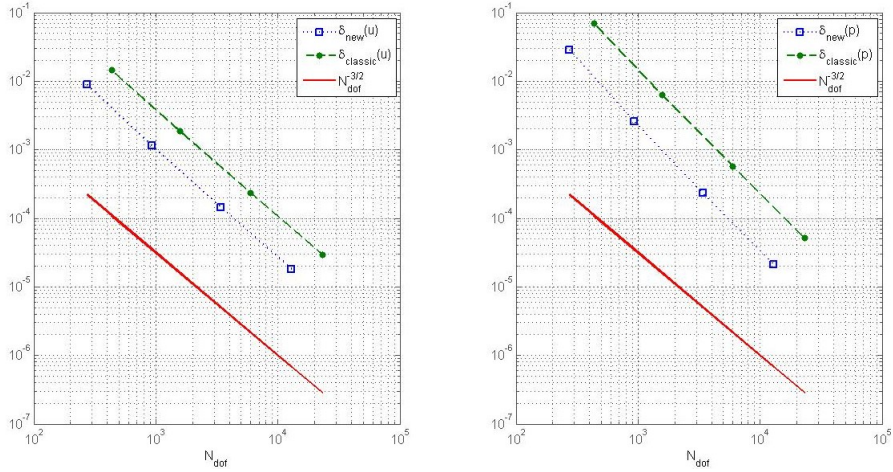 10^-1
10^-2
10^-3
10^-4
10^-5
10^-6
10^-7
10^2
10^3
10^4
10^5
N_dof
δ_new(u)
δ_classic(u)
N_dof^-3/2
10^-1
10^-2
10^-3
10^-4
10^-5
10^-6
10^-7
10^2
10^3
10^4
10^5
N_dof
δ_new(p)
δ_classic(p)
N_dof^-3/2